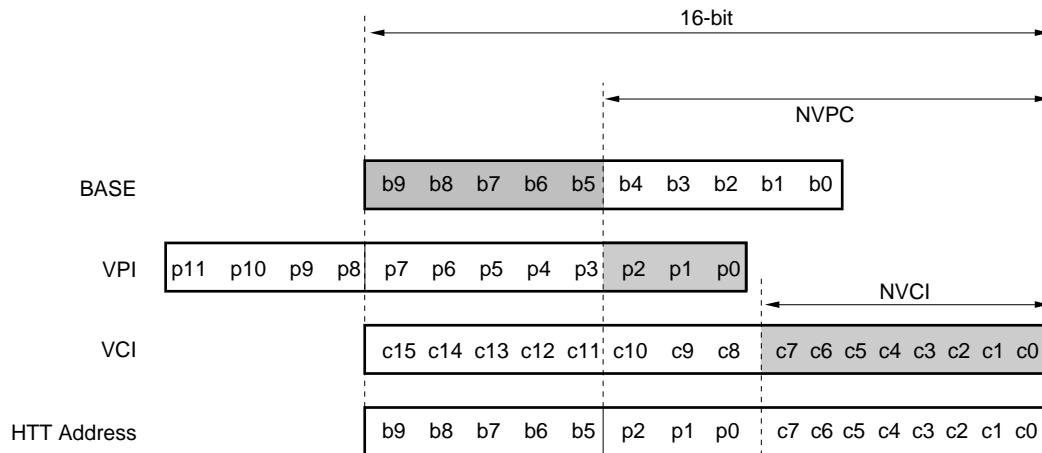 16-bit
NVPC
BASE b9 b8 b7 b6 b5 b4 b3 b2 b1 b0
VPI p11 p10 p9 p8 p7 p6 p5 p4 p3 p2 p1 p0
NVCI
VCI c15 c14 c13 c12 c11 c10 c9 c8 c7 c6 c5 c4 c3 c2 c1 c0
HTT Address b9 b8 b7 b6 b5 p2 p1 p0 c7 c6 c5 c4 c3 c2 c1 c0